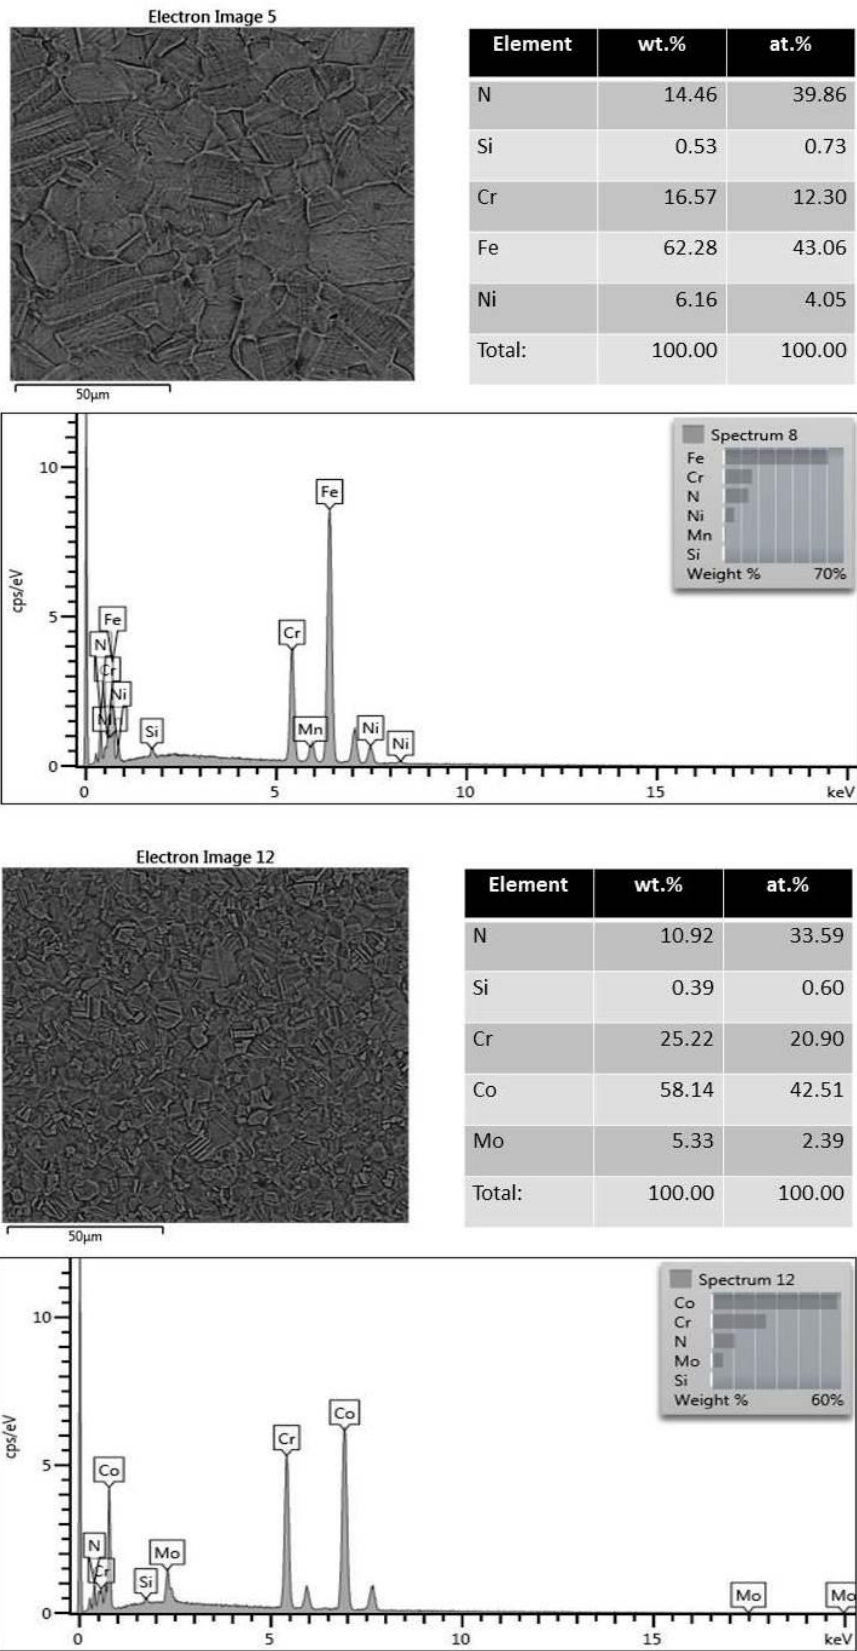 Electron Image 5
50µm
Element wt.% at.%
N 14.46 39.86
Si 0.53 0.73
Cr 16.57 12.30
Fe 62.28 43.06
Ni 6.16 4.05
Total: 100.00 100.00
cps/eV
10
5
0
Fe
N
Cr
Ni
Mn
Si
Cr
Mn
Fe
Ni
Ni
0 5 10 15 keV
Spectrum 8
Fe
Cr
N
Ni
Mn
Si
Weight % 70%
Electron Image 12
50µm
Element wt.% at.%
N 10.92 33.59
Si 0.39 0.60
Cr 25.22 20.90
Co 58.14 42.51
Mo 5.33 2.39
Total: 100.00 100.00
cps/eV
10
5
0
Co
N
Cr
Si
Mo
Cr
Co
Mo
Mo
0 5 10 15 keV
Spectrum 12
Co
Cr
N
Mo
Si
Weight % 60%